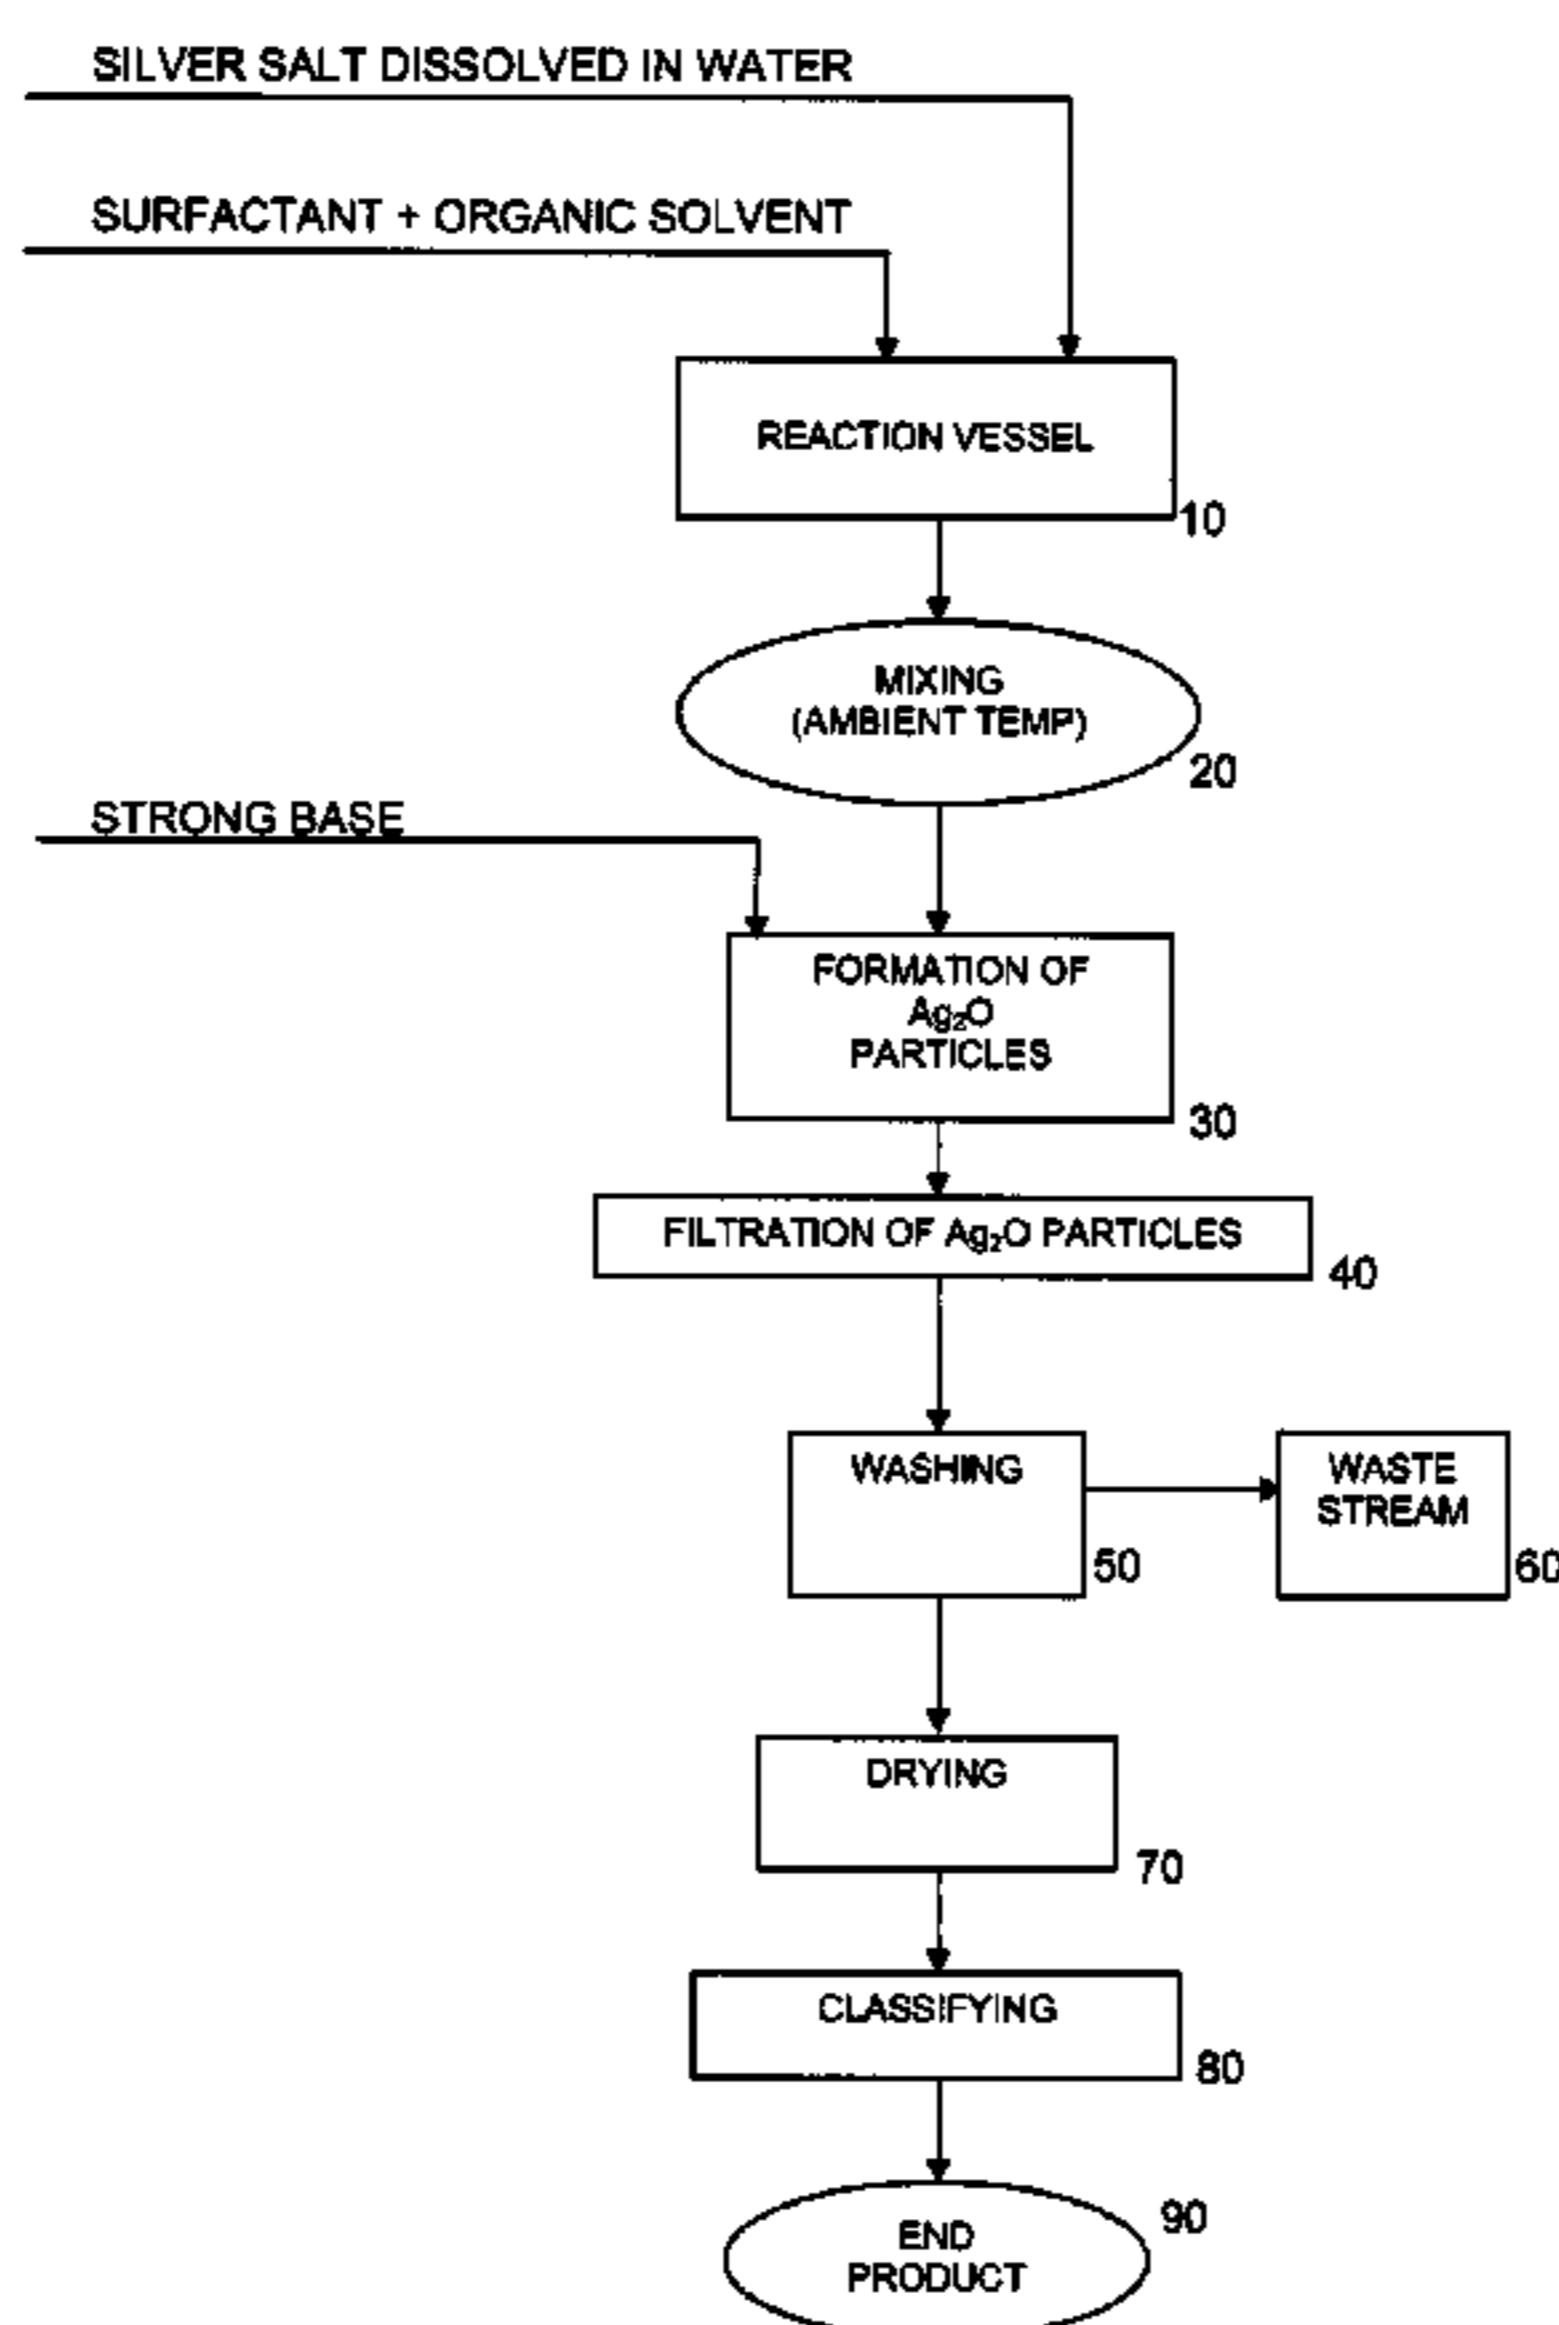 SILVER SALT DISSOLVED IN WATER
SURFACTANT + ORGANIC SOLVENT
REACTION VESSEL
10
MIXING
(AMBIENT TEMP)
20
STRONG BASE
FORMATION OF
Ag₂O
PARTICLES
30
FILTRATION OF Ag₂O PARTICLES
40
WASHING
50
WASTE
STREAM
60
DRYING
70
CLASSIFYING
80
90
END
PRODUCT